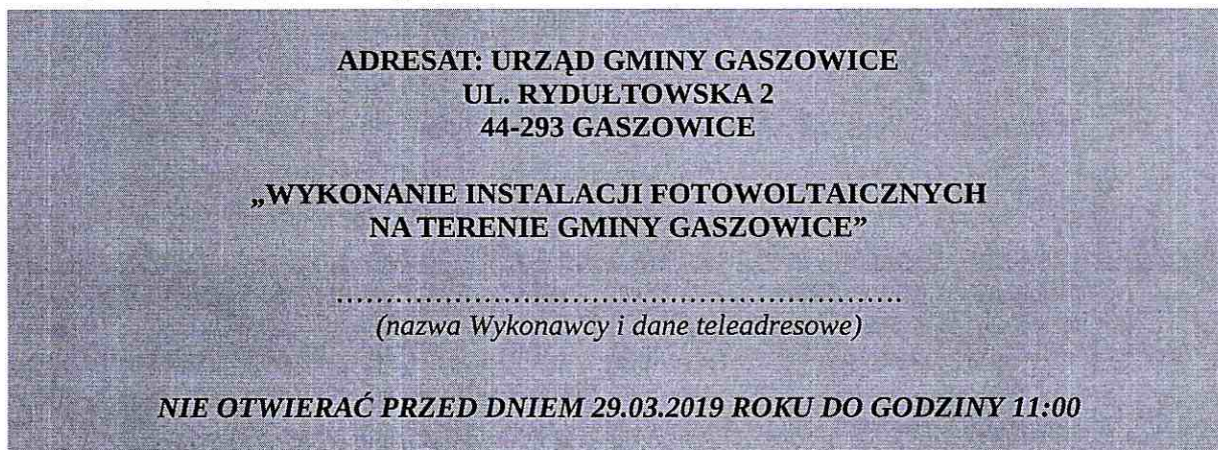 ADRESAT: URZĄD GMINY GASZOWICE
UL. RYDUŁTOWSKA 2
44-293 GASZOWICE
„WYKONANIE INSTALACJI FOTOWOLTAICZNYCH
NA TERENIE GMINY GASZOWICE”
..........................................................
(nazwa Wykonawcy i dane teleadresowe)
NIE OTWIERAĆ PRZED DNIEM 29.03.2019 ROKU DO GODZINY 11:00